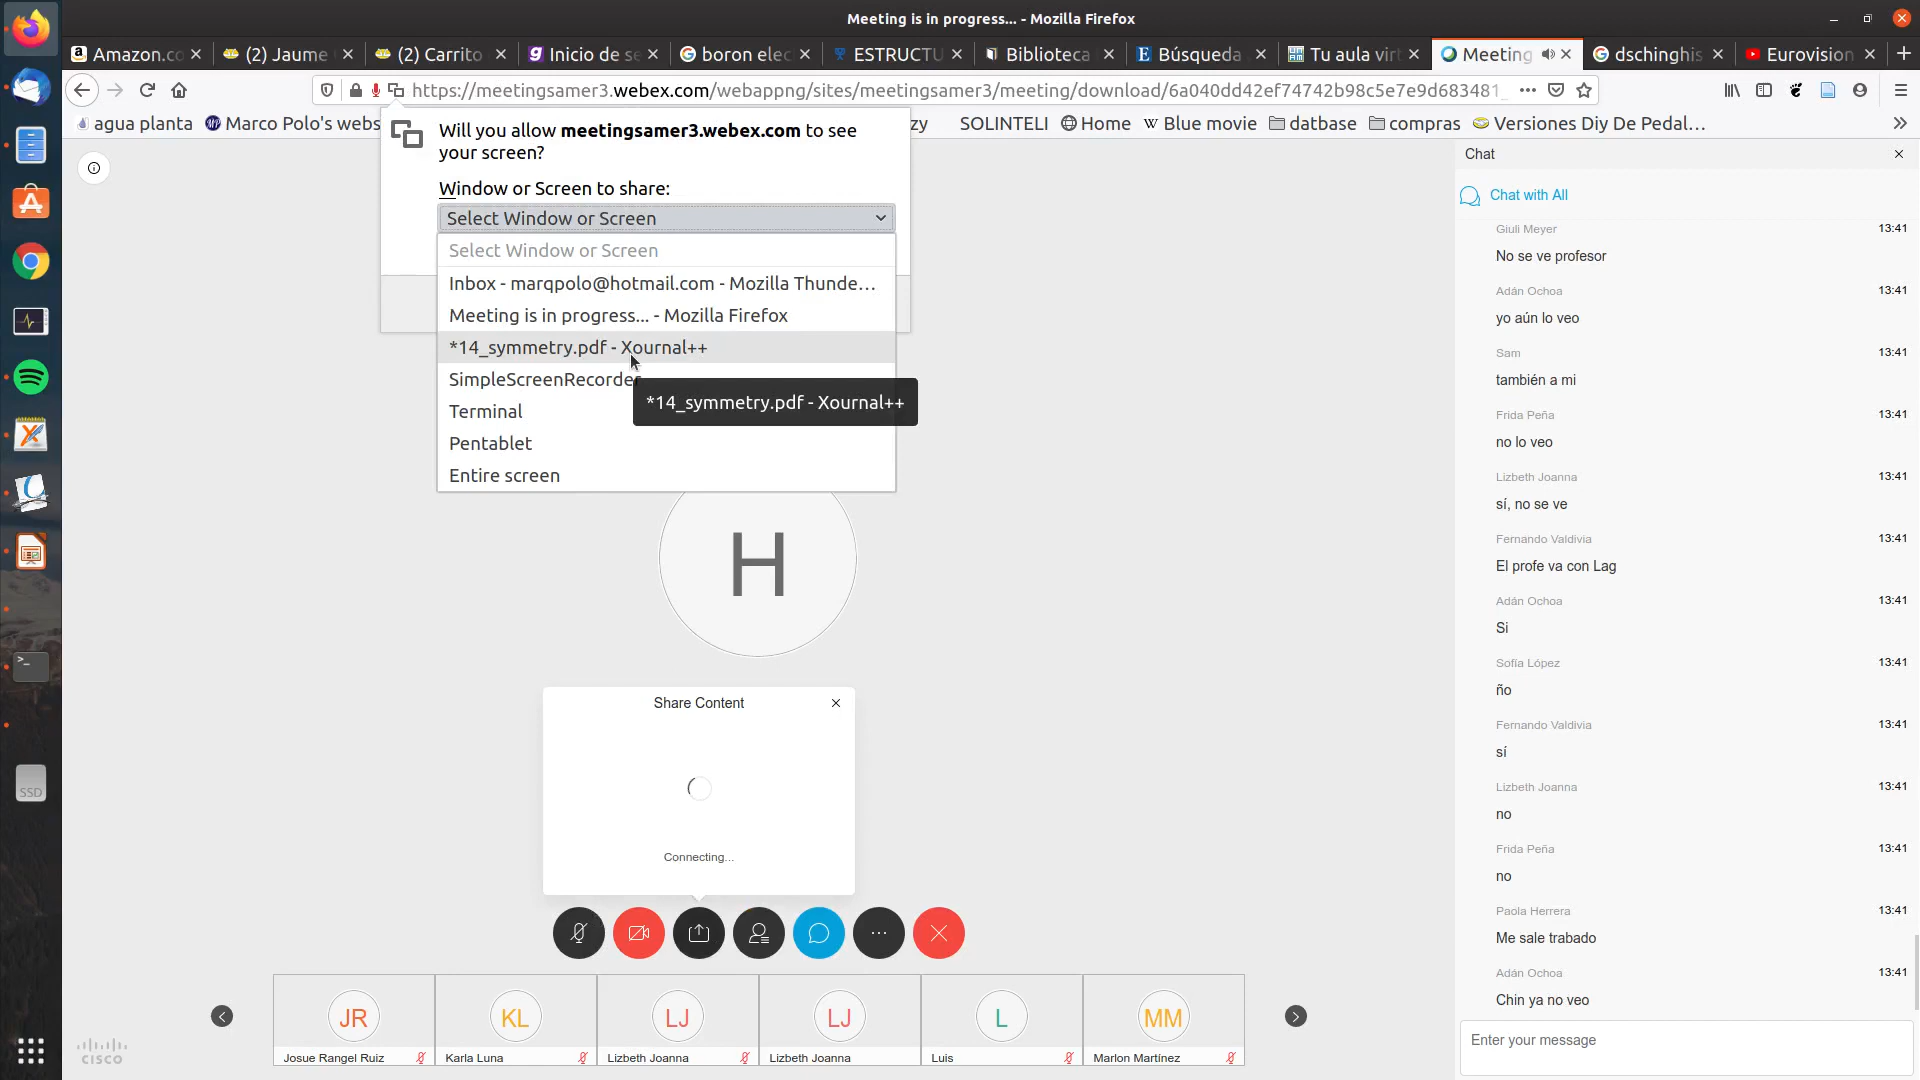 Meeting is in progress... - Mozilla Firefox
Amazon.co
(2) Jaume
(2) Carrito
Inicio de se
boron elec
ESTRUCTU
Biblioteca
Búsqueda
Tu aula virt
Meeting
dschinghis
Eurovision
https://meetingsamer3.webex.com/webappng/sites/meetingsamer3/meeting/download/6a040dd42ef74742b98c5e7e9d683481_
agua planta
Marco Polo's webs
zy
SOLINTELI
Home
Blue movie
datbase
compras
Versiones Diy De Pedal…
Will you allow meetingsamer3.webex.com to see
your screen?
Window or Screen to share:
Select Window or Screen
Select Window or Screen
Inbox - marqpolo@hotmail.com - Mozilla Thunde…
Meeting is in progress... - Mozilla Firefox
*14_symmetry.pdf - Xournal++
SimpleScreenRecorder
*14_symmetry.pdf - Xournal++
Terminal
Pentablet
Entire screen
H
Share Content
Connecting...
JR
KL
LJ
LJ
L
MM
Josue Rangel Ruiz
Karla Luna
Lizbeth Joanna
Lizbeth Joanna
Luis
Marlon Martínez
CISCO
SSD
Chat
Chat with All
Giuli Meyer 13:41
No se ve profesor
Adán Ochoa 13:41
yo aún lo veo
Sam 13:41
también a mi
Frida Peña 13:41
no lo veo
Lizbeth Joanna 13:41
sí, no se ve
Fernando Valdivia 13:41
El profe va con Lag
Adán Ochoa 13:41
Si
Sofía López 13:41
ño
Fernando Valdivia 13:41
sí
Lizbeth Joanna 13:41
no
Frida Peña 13:41
no
Paola Herrera 13:41
Me sale trabado
Adán Ochoa 13:41
Chin ya no veo
Enter your message